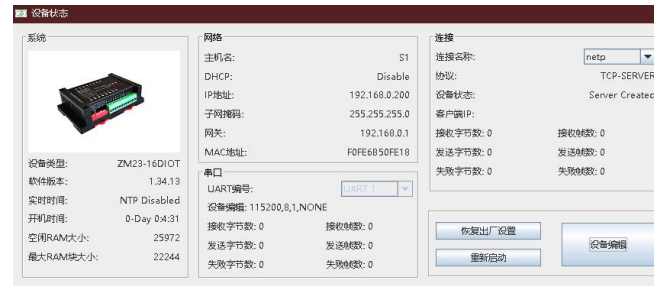 设备状态
系统
设备类型: ZM23-16DIOT
软件版本: 1.34.13
实时时间: NTP Disabled
开机时间: 0-Day 0:4:31
空闲RAM大小: 25972
最大RAM块大小: 22244
网络
主机名: S1
DHCP: Disable
IP地址: 192.168.0.200
子网掩码: 255.255.255.0
网关: 192.168.0.1
MAC地址: F0FE6B50FE18
串口
UART编号: UART 1
设备编辑: 115200,8,1,NONE
接收字节数: 0 接收帧数: 0
发送字节数: 0 发送帧数: 0
失败字节数: 0 失败帧数: 0
连接
连接名称: netp
协议: TCP-SERVER
设备状态: Server Created
客户端IP:
接收字节数: 0 接收帧数: 0
发送字节数: 0 发送帧数: 0
失败字节数: 0 失败帧数: 0
恢复出厂设置
重新启动
设备编辑